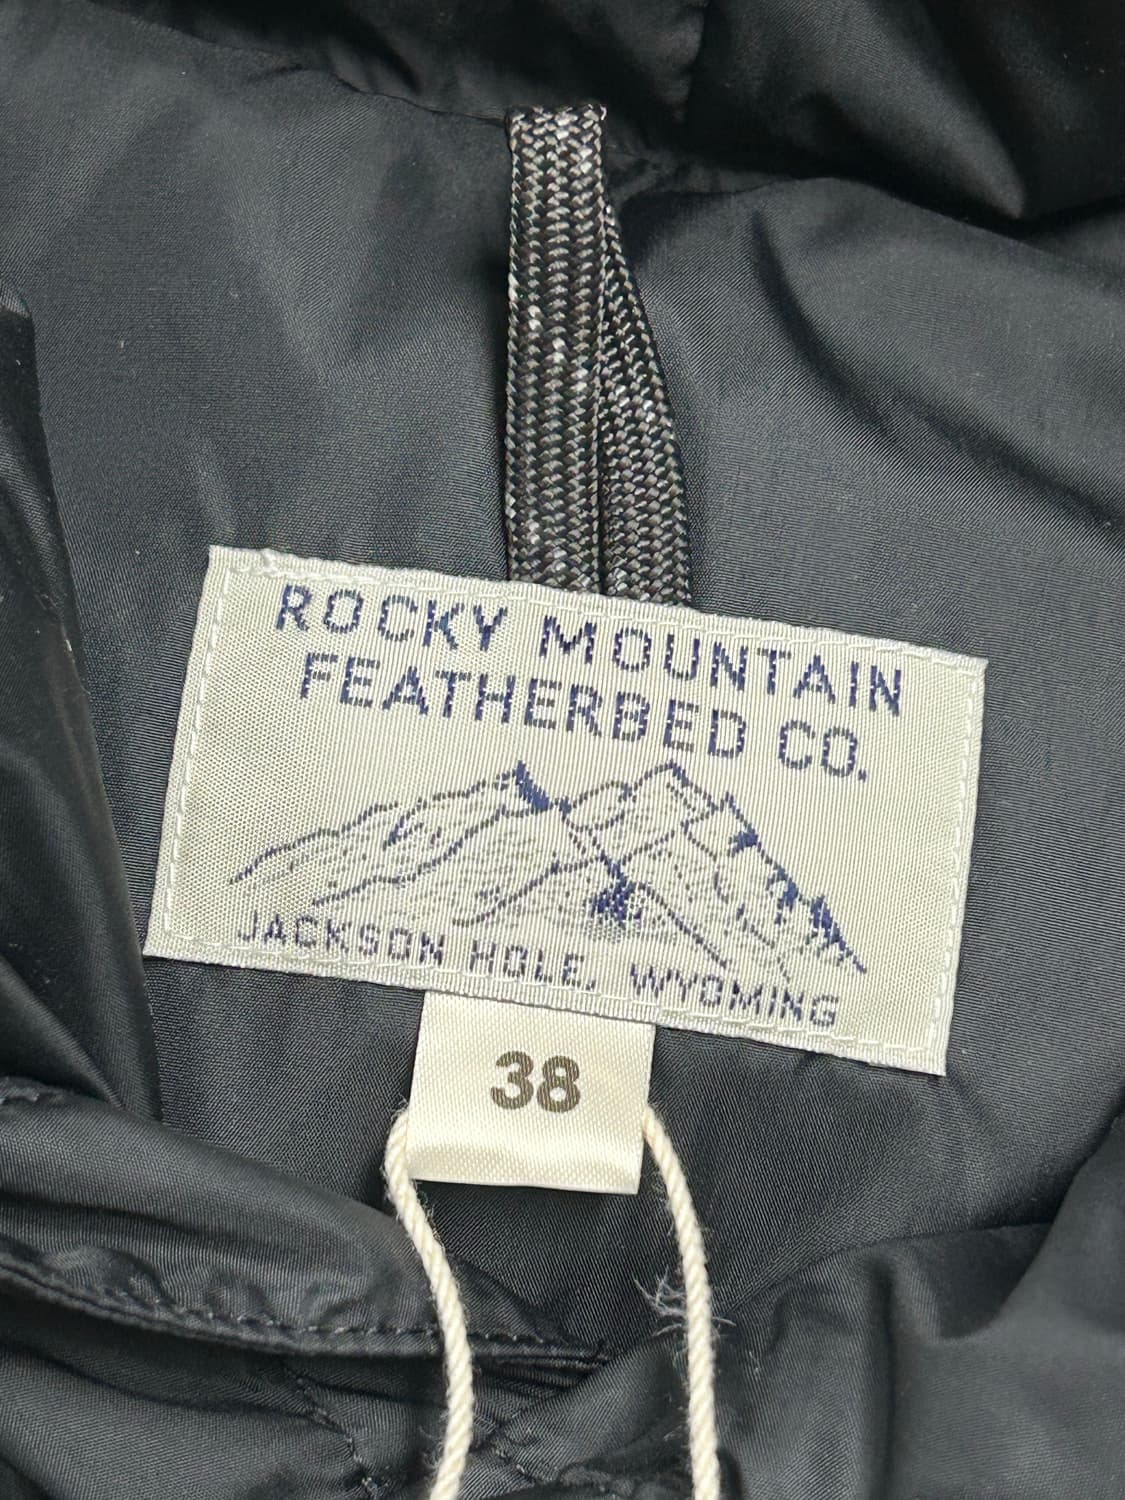 ROCKY MOUNTAIN
FEATHERBED CO.
JACKSON HOLE, WYOMING
38